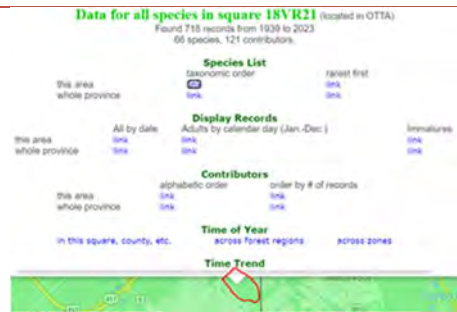 Data for all species in square 18VR21 (located in OTTA)
Found 718 records from 1939 to 2023
66 species, 121 contributors.
Species List
taxonomic order rarest first
this area link
whole province link link
Display Records
All by date Adults by calendar day (Jan.-Dec.) Immatures
this area link link link
whole province link link link
Contributors
alphabetic order order by # of records
this area link link
whole province link link
Time of Year
in this square, county, etc. across forest regions across zones
Time Trend